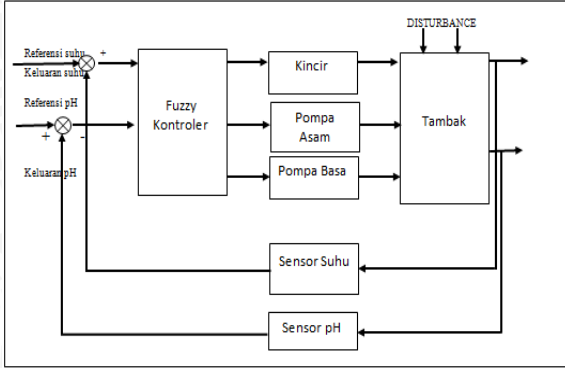 DISTURBANCE
Referensi suhu
+
Keluaran suhu
Kincir
Referensi pH
Fuzzy
Kontroler
Pompa
Asam
Tambak
+
-
Keluaran pH
Pompa Basa
Sensor Suhu
Sensor pH